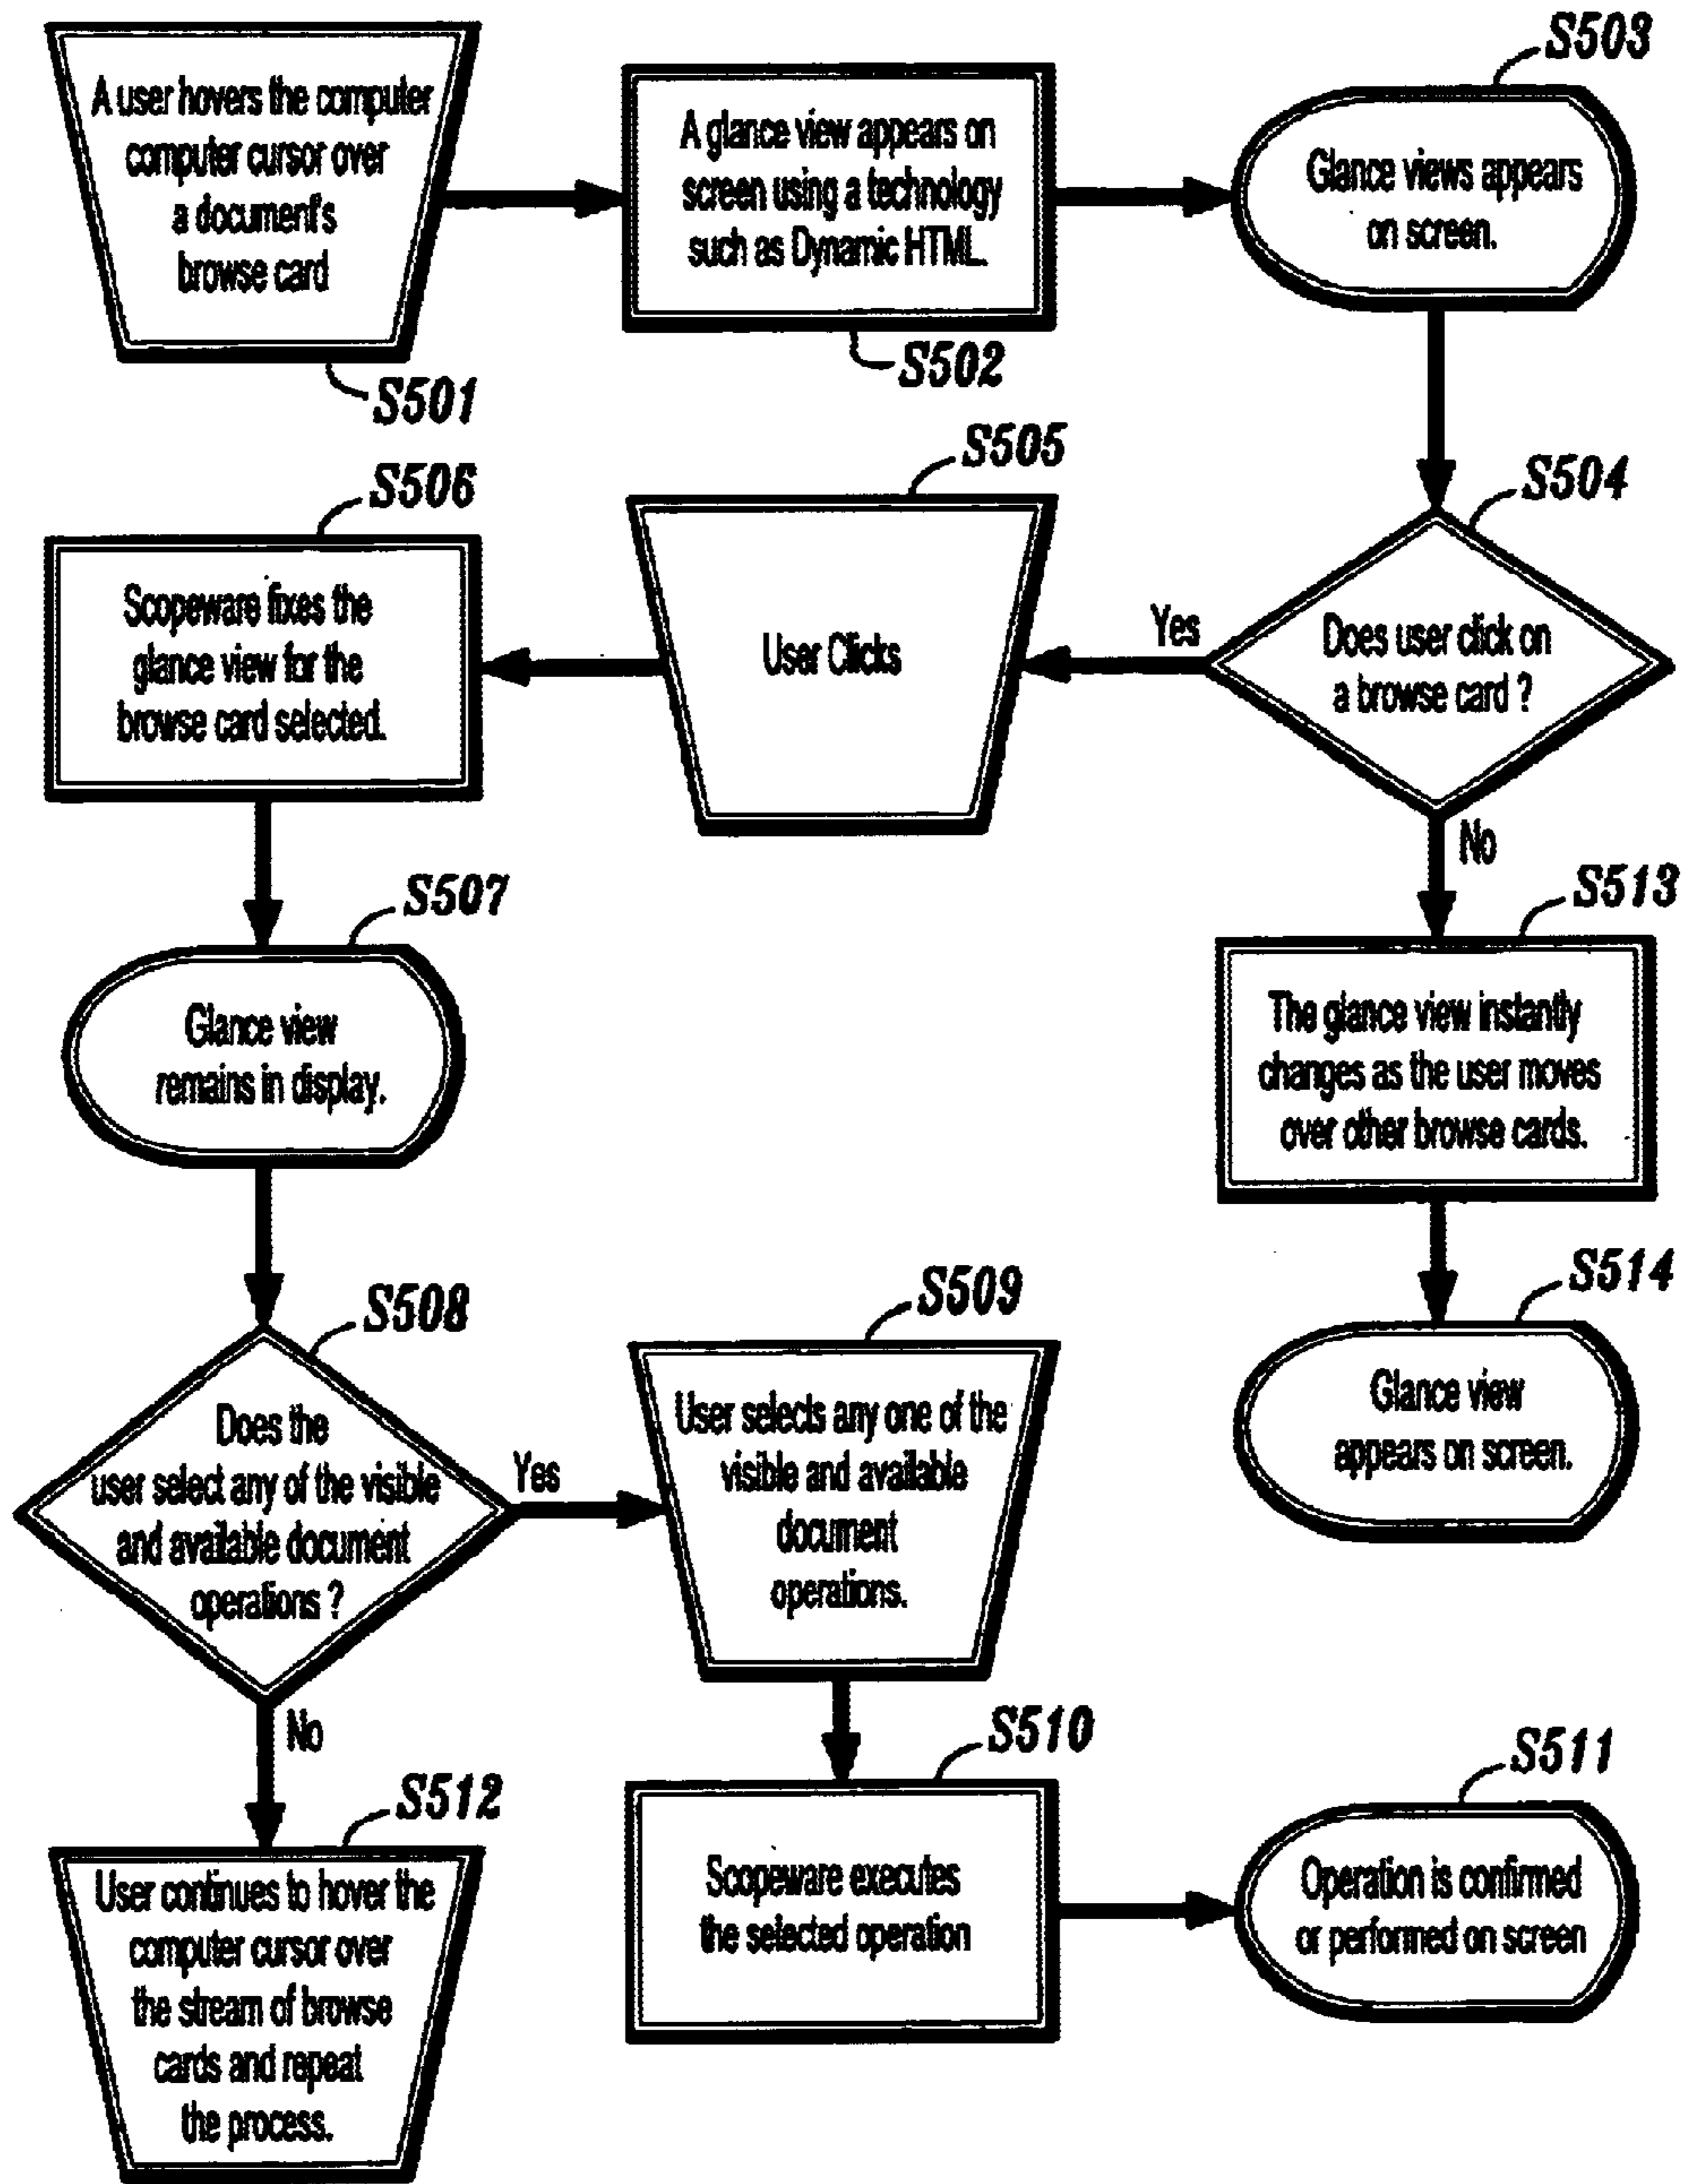 A user hovers the computer
computer cursor over
a document's
browse card
S501
A glance view appears on
screen using a technology
such as Dynamic HTML.
S502
S503
Glance views appears
on screen.
S504
Does user click on
a browse card ?
Yes
No
S505
User Clicks
S506
Scopeware fixes the
glance view for the
browse card selected.
S507
Glance view
remains in display.
S508
Does the
user select any of the visible
and available document
operations ?
Yes
No
S509
User selects any one of the
visible and available
document
operations.
S510
Scopeware executes
the selected operation
S511
Operation is confirmed
or performed on screen
S512
User continues to hover the
computer cursor over
the stream of browse
cards and repeat
the process.
S513
The glance view instantly
changes as the user moves
over other browse cards.
S514
Glance view
appears on screen.